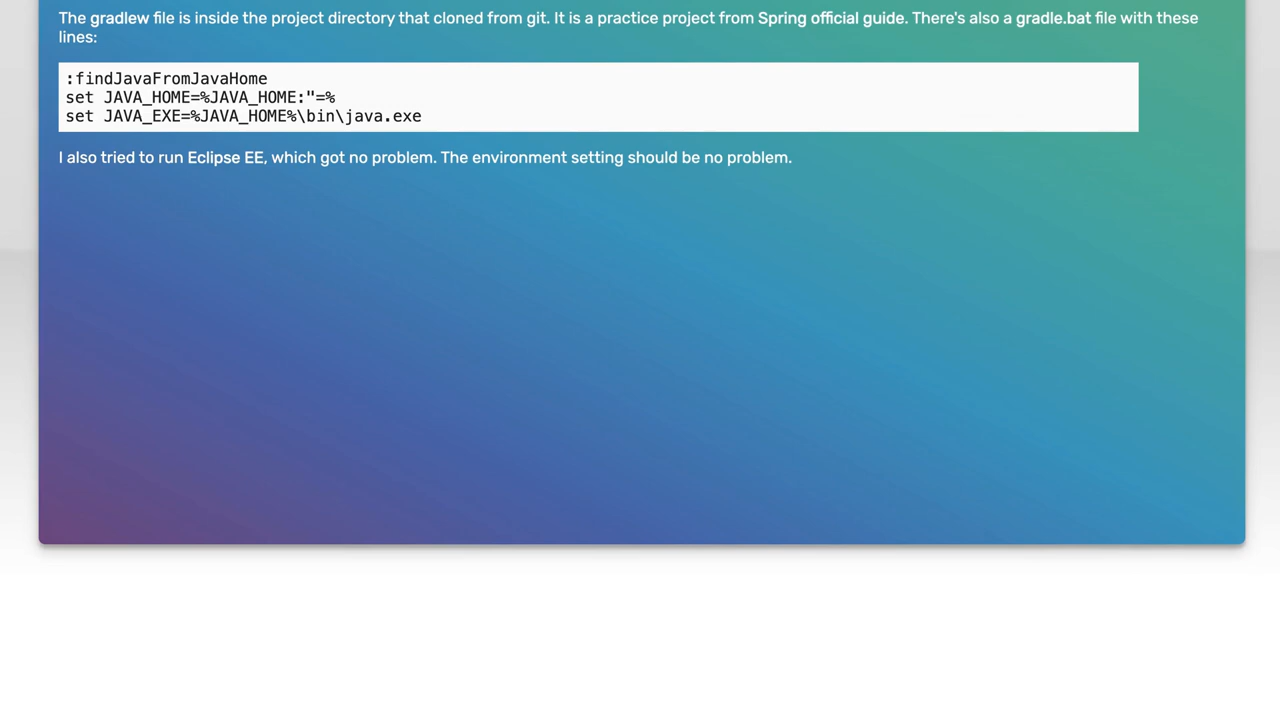 The gradlew file is inside the project directory that cloned from git. It is a practice project from Spring official guide. There's also a gradle.bat file with these
lines:
:findJavaFromJavaHome
set JAVA_HOME=%JAVA_HOME:"=%
set JAVA_EXE=%JAVA_HOME%\bin\java.exe
I also tried to run Eclipse EE, which got no problem. The environment setting should be no problem.